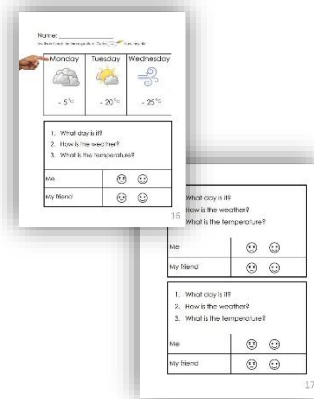 Name:
Monday Tuesday Wednesday
- 5°c - 20°c - 25°c
1. What day is it?
2. How is the weather?
3. What is the temperature?
Me
My friend
16
What day is it?
How is the weather?
What is the temperature?
Me
My friend
1. What day is it?
2. How is the weather?
3. What is the temperature?
Me
My friend
17